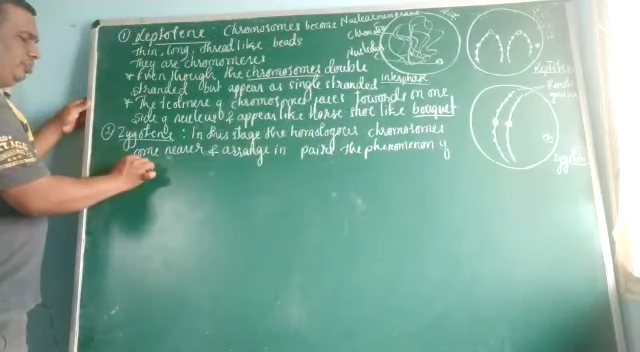 ① Leptotene : Chromosomes become
thin, long, thread like beads
They are chromomeres
* Even though the chromosomes double
stranded but appear as single stranded interphase
* The telomere of chromosomes faces towards on one
side of nucleus & appear like Horse shoe like bouquet
② Zygotene : In this stage the homologous chromosomes
come nearer & arrange in pairs the phenomenon of
Nuclear membrane
Nucleolus
Leptotene
Zygotene